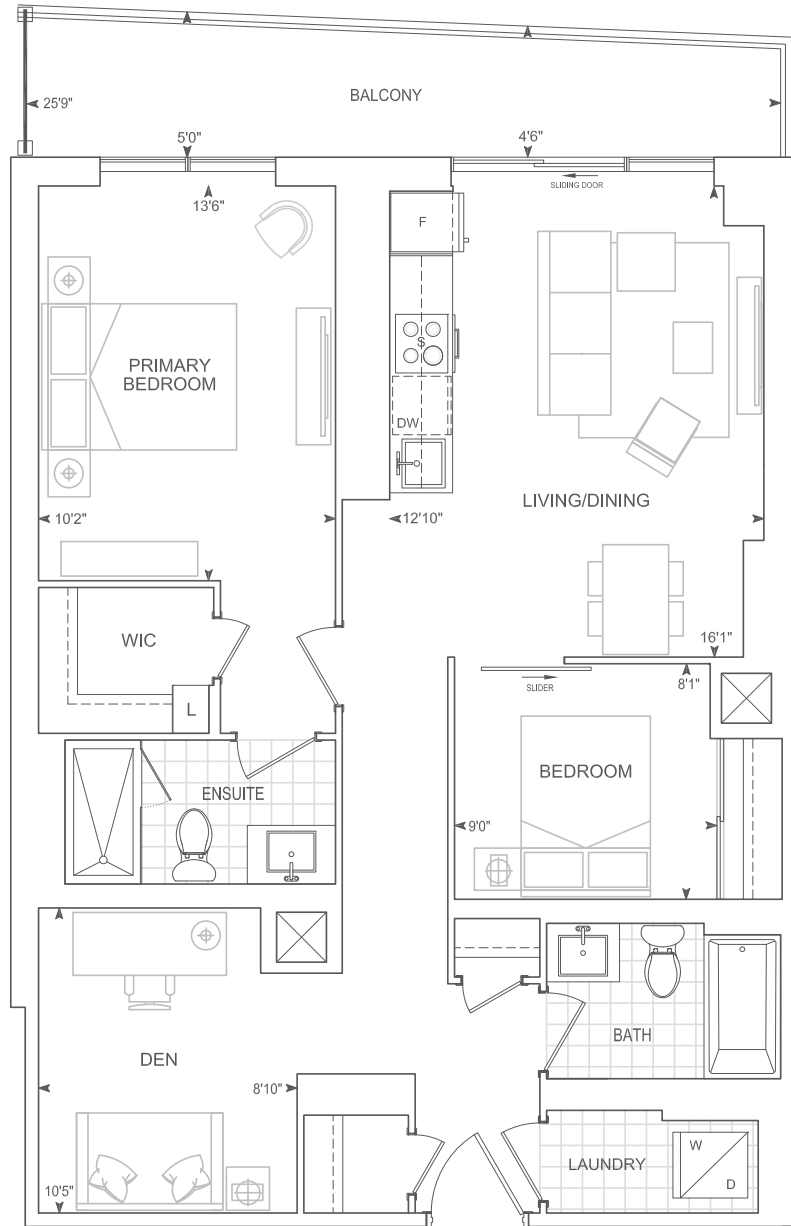 25'9"
BALCONY
5'0"
4'6"
SLIDING DOOR
13'6"
F
S
PRIMARY
BEDROOM
DW
LIVING/DINING
10'2"
12'10"
WIC
16'1"
8'1"
SLIDER
L
BEDROOM
ENSUITE
9'0"
BATH
DEN
8'10"
LAUNDRY
W
D
10'5"